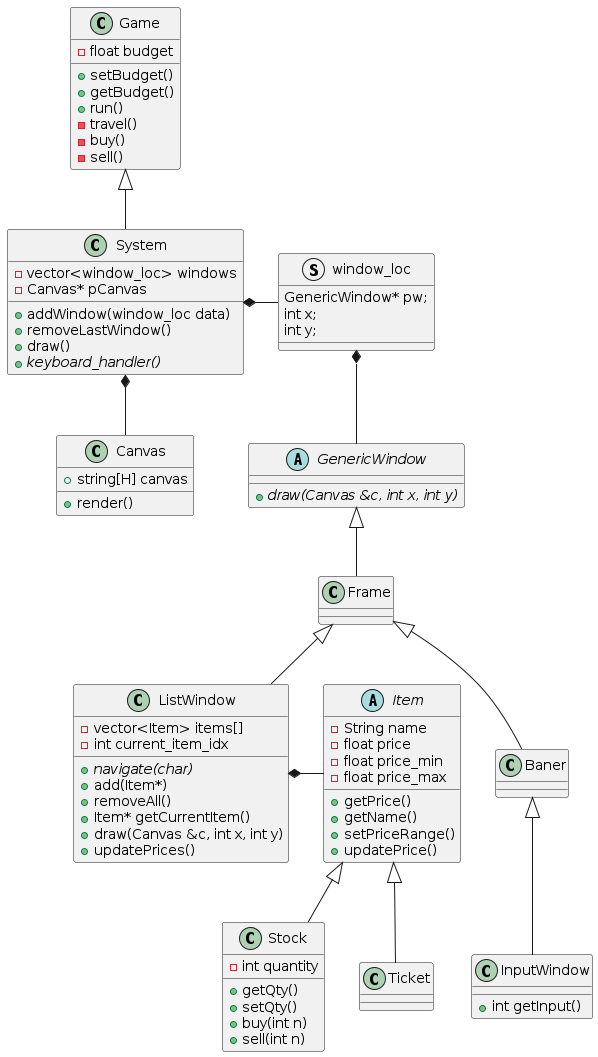 C Game
float budget
setBudget()
getBudget()
run()
travel()
buy()
sell()
C System
vector<window_loc> windows
Canvas* pCanvas
addWindow(window_loc data)
removeLastWindow()
draw()
keyboard_handler()
S window_loc
GenericWindow* pw;
int x;
int y;
C Canvas
string[H] canvas
render()
A GenericWindow
draw(Canvas &c, int x, int y)
C Frame
C ListWindow
vector<Item> items[]
int current_item_idx
navigate(char)
add(Item*)
removeAll()
Item* getCurrentItem()
draw(Canvas &c, int x, int y)
updatePrices()
A Item
String name
float price
float price_min
float price_max
getPrice()
getName()
setPriceRange()
updatePrice()
C Baner
C Stock
int quantity
getQty()
setQty()
buy(int n)
sell(int n)
C Ticket
C InputWindow
int getInput()